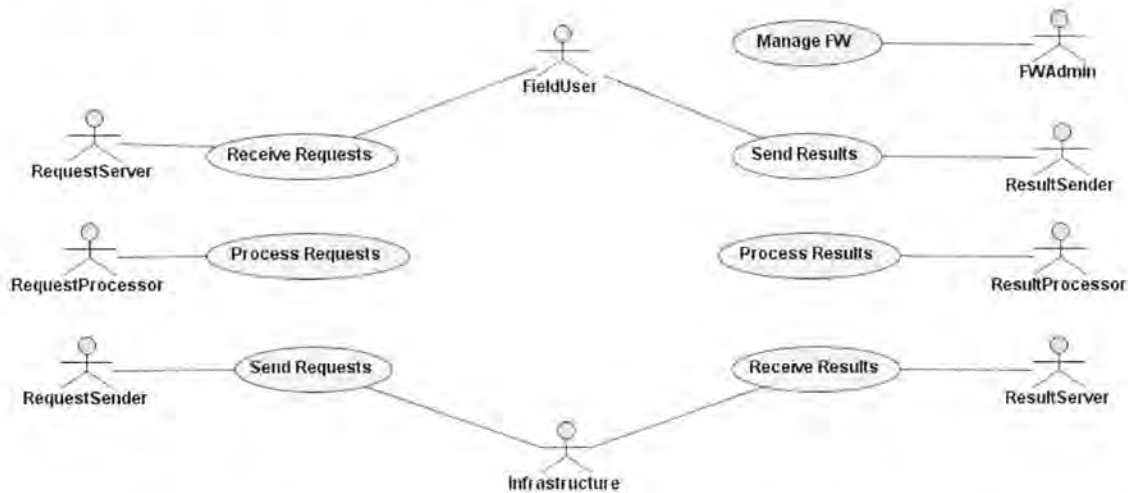 Manage FW
FWAdmin
FieldUser
RequestServer
Receive Requests
Send Results
ResultSender
RequestProcessor
Process Requests
Process Results
ResultProcessor
RequestSender
Send Requests
Receive Results
ResultServer
Infrastructure